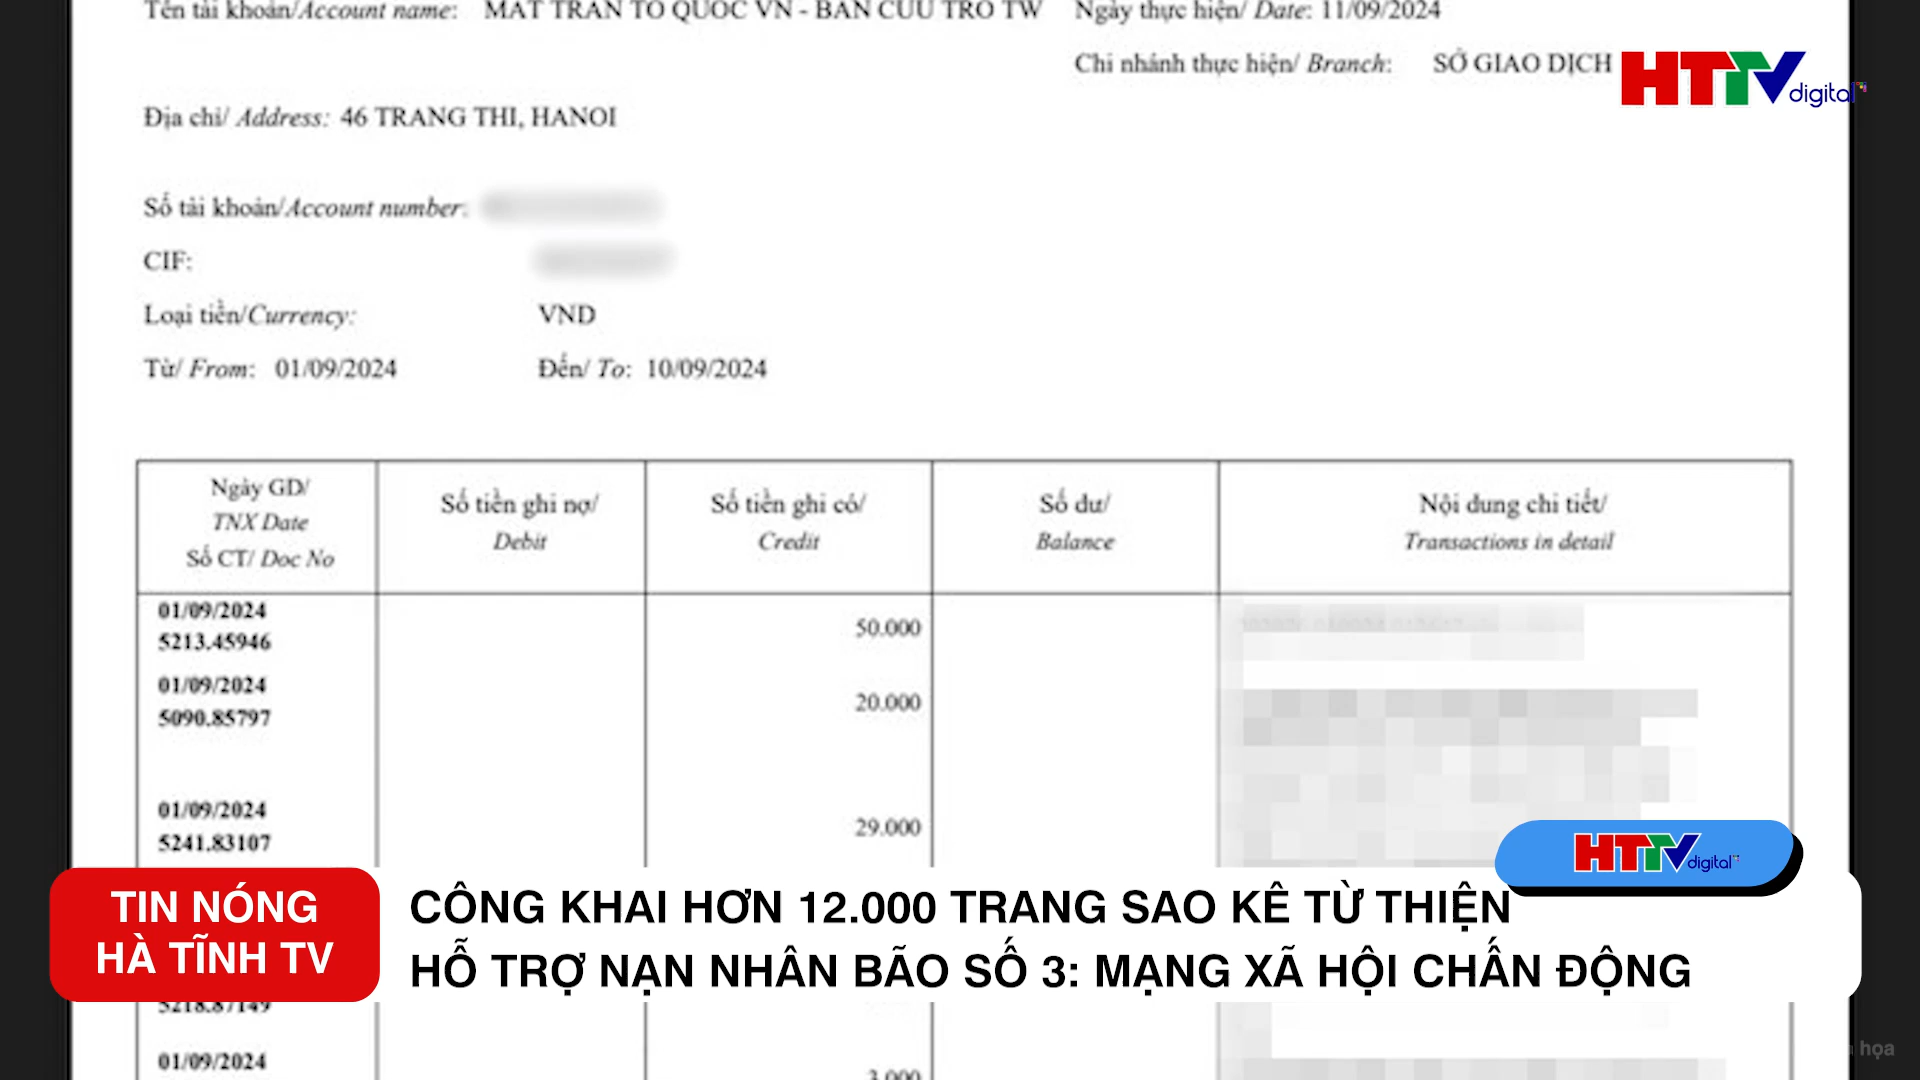 Tên tài khoản/Account name: MAT TRAN TO QUOC VN - BAN CUU TRO TW Ngày thực hiện/ Date: 11/09/2024
Chi nhánh thực hiện/ Branch: SỞ GIAO DỊCH
HTTV digital
Địa chỉ/ Address: 46 TRANG THI, HANOI
Số tài khoản/Account number:
CIF:
Loại tiền/Currency: VND
Từ/ From: 01/09/2024 Đến/ To: 10/09/2024
Ngày GD/
TNX Date
Số CT/ Doc No
Số tiền ghi nợ/
Debit
Số tiền ghi có/
Credit
Số dư/
Balance
Nội dung chi tiết/
Transactions in detail
01/09/2024
5213.45946
50.000
01/09/2024
5090.85797
20.000
01/09/2024
5241.83107
29.000
HTTV digital
TIN NÓNG
HÀ TĨNH TV
CÔNG KHAI HƠN 12.000 TRANG SAO KÊ TỪ THIỆN
HỖ TRỢ NẠN NHÂN BÃO SỐ 3: MẠNG XÃ HỘI CHẤN ĐỘNG
5218.87149
01/09/2024
3.000
họa